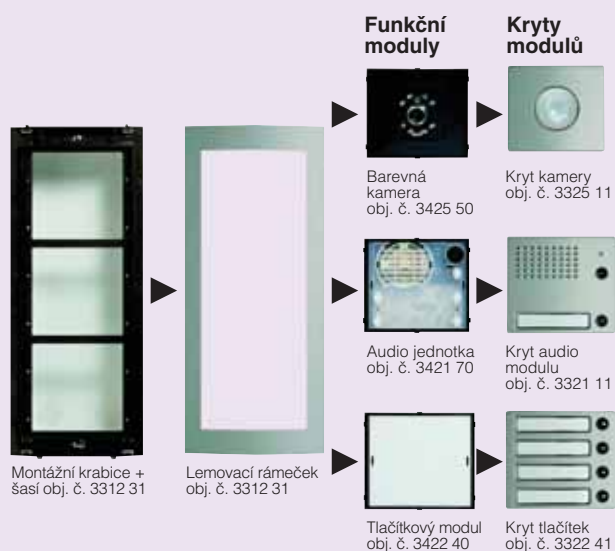 Funkční
moduly
Kryty
modulů
Barevná
kamera
obj. č. 3425 50
Kryt kamery
obj. č. 3325 11
Audio jednotka
obj. č. 3421 70
Kryt audio
modulu
obj. č. 3321 11
Montážní krabice +
šasí obj. č. 3312 31
Lemovací rámeček
obj. č. 3312 31
Tlačítkový modul
obj. č. 3422 40
Kryt tlačítek
obj. č. 3322 41